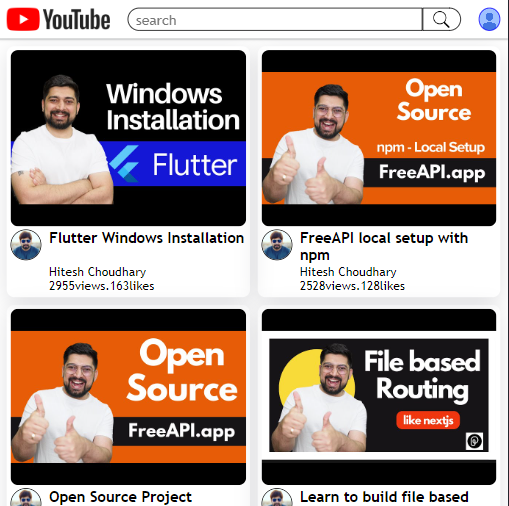 YouTube
search
Windows
Installation
Flutter
Open
Source
npm - Local Setup
FreeAPI.app
Flutter Windows Installation
Hitesh Choudhary
2955views.163likes
FreeAPI local setup with
npm
Hitesh Choudhary
2528views.128likes
Open
Source
FreeAPI.app
File based
Routing
like nextjs
Open Source Project
Learn to build file based